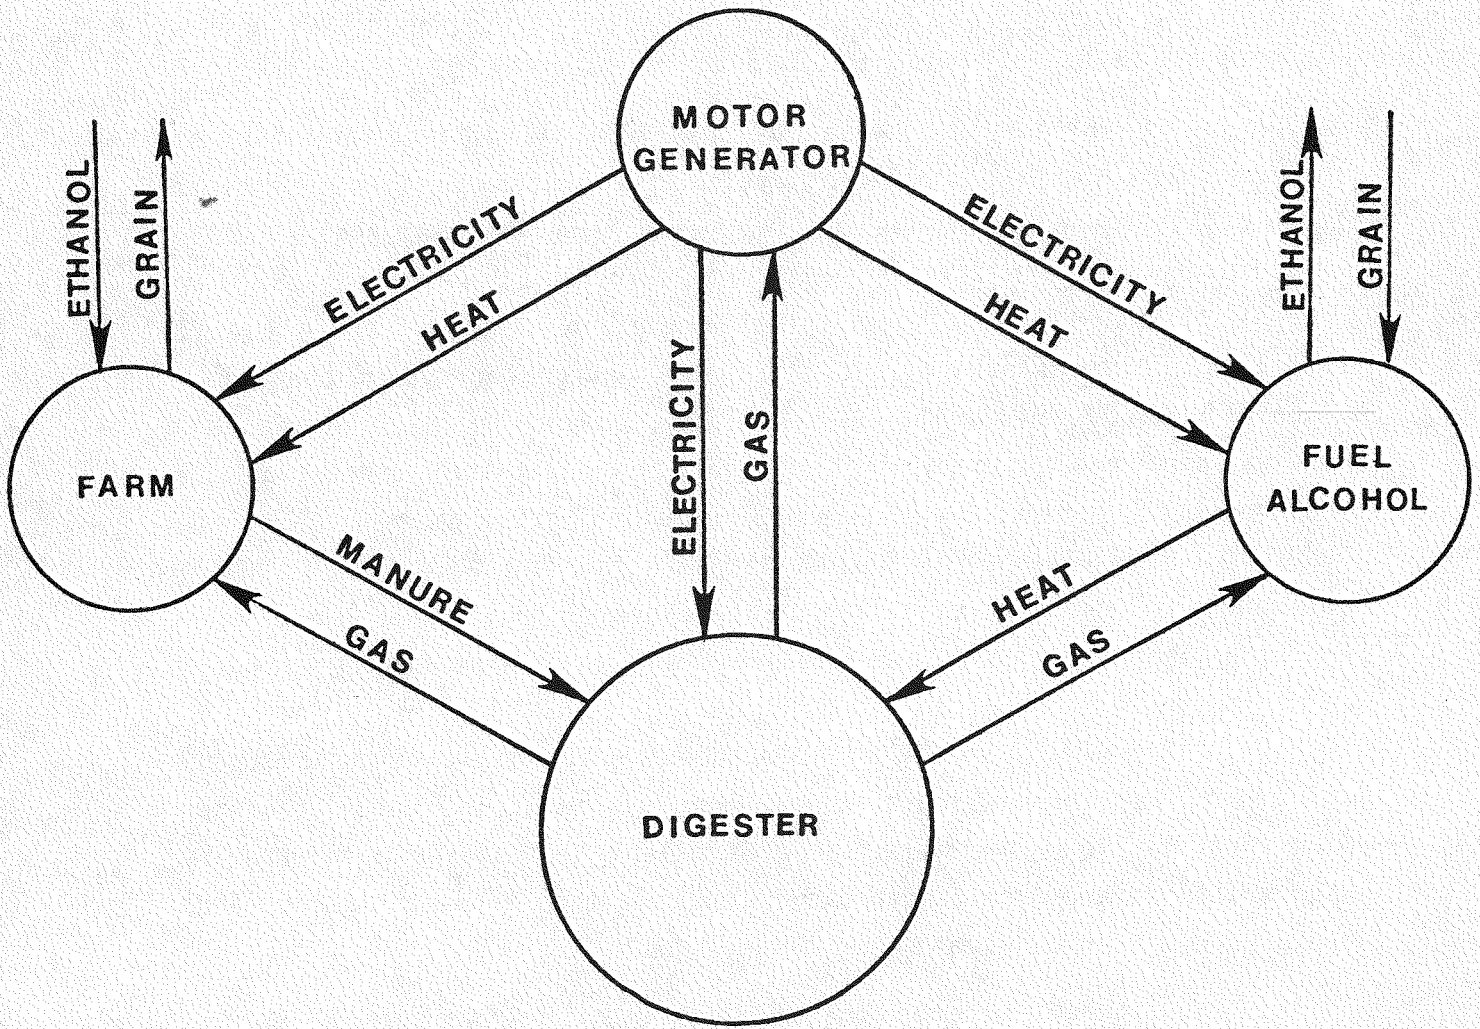 MOTOR
GENERATOR
ETHANOL
GRAIN
ELECTRICITY
HEAT
ELECTRICITY
GAS
ELECTRICITY
HEAT
ETHANOL
GRAIN
FARM
FUEL
ALCOHOL
MANURE
GAS
HEAT
GAS
DIGESTER